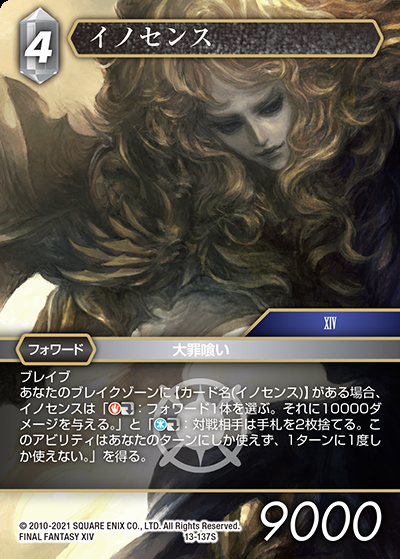 4
イノセンス
XIV
フォワード
大罪喰い
ブレイブ
あなたのブレイクゾーンに【カード名(イノセンス)】がある場合、
イノセンスは「：フォワード1体を選ぶ。それに10000ダ
メージを与える。」と「：対戦相手は手札を2枚捨てる。こ
のアビリティはあなたのターンにしか使えず、1ターンに1度し
か使えない。」を得る。
© 2010-2021 SQUARE ENIX CO., LTD. All Rights Reserved.
FINAL FANTASY XIV
13-137S
9000